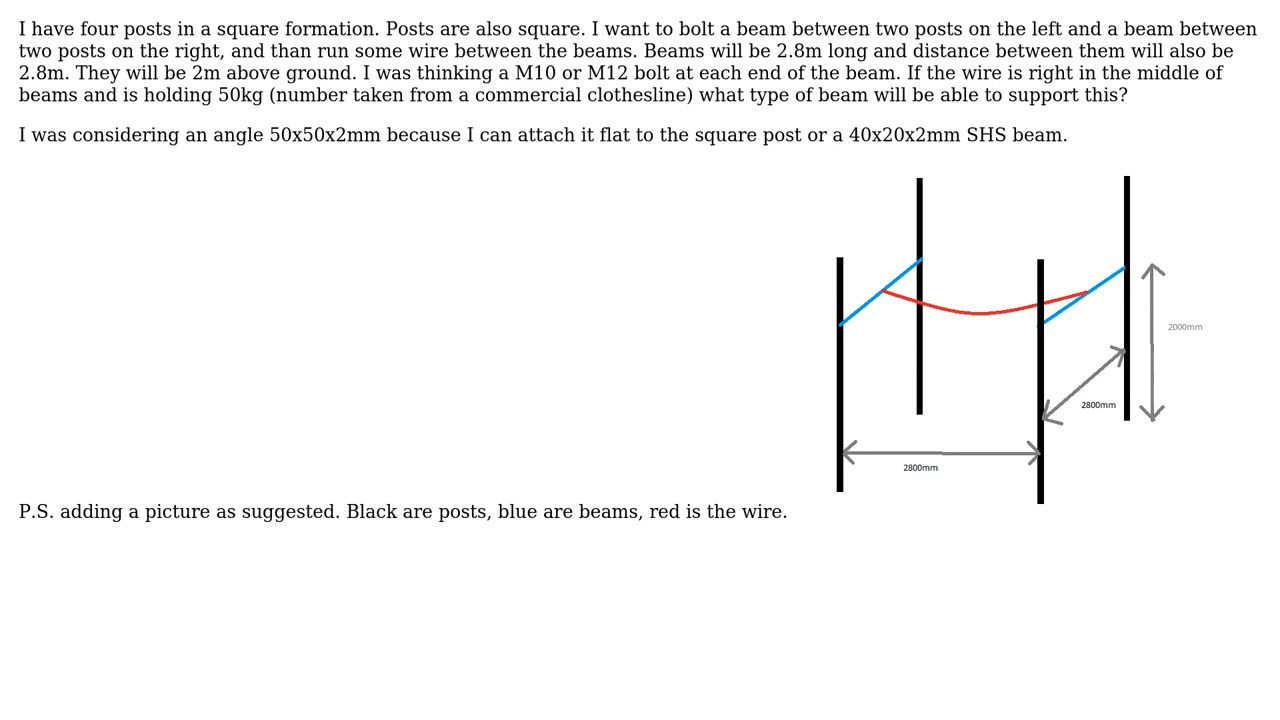 I have four posts in a square formation. Posts are also square. I want to bolt a beam between two posts on the left and a beam between
two posts on the right, and than run some wire between the beams. Beams will be 2.8m long and distance between them will also be
2.8m. They will be 2m above ground. I was thinking a M10 or M12 bolt at each end of the beam. If the wire is right in the middle of
beams and is holding 50kg (number taken from a commercial clothesline) what type of beam will be able to support this?
I was considering an angle 50x50x2mm because I can attach it flat to the square post or a 40x20x2mm SHS beam.
2000mm
2800mm
2800mm
P.S. adding a picture as suggested. Black are posts, blue are beams, red is the wire.